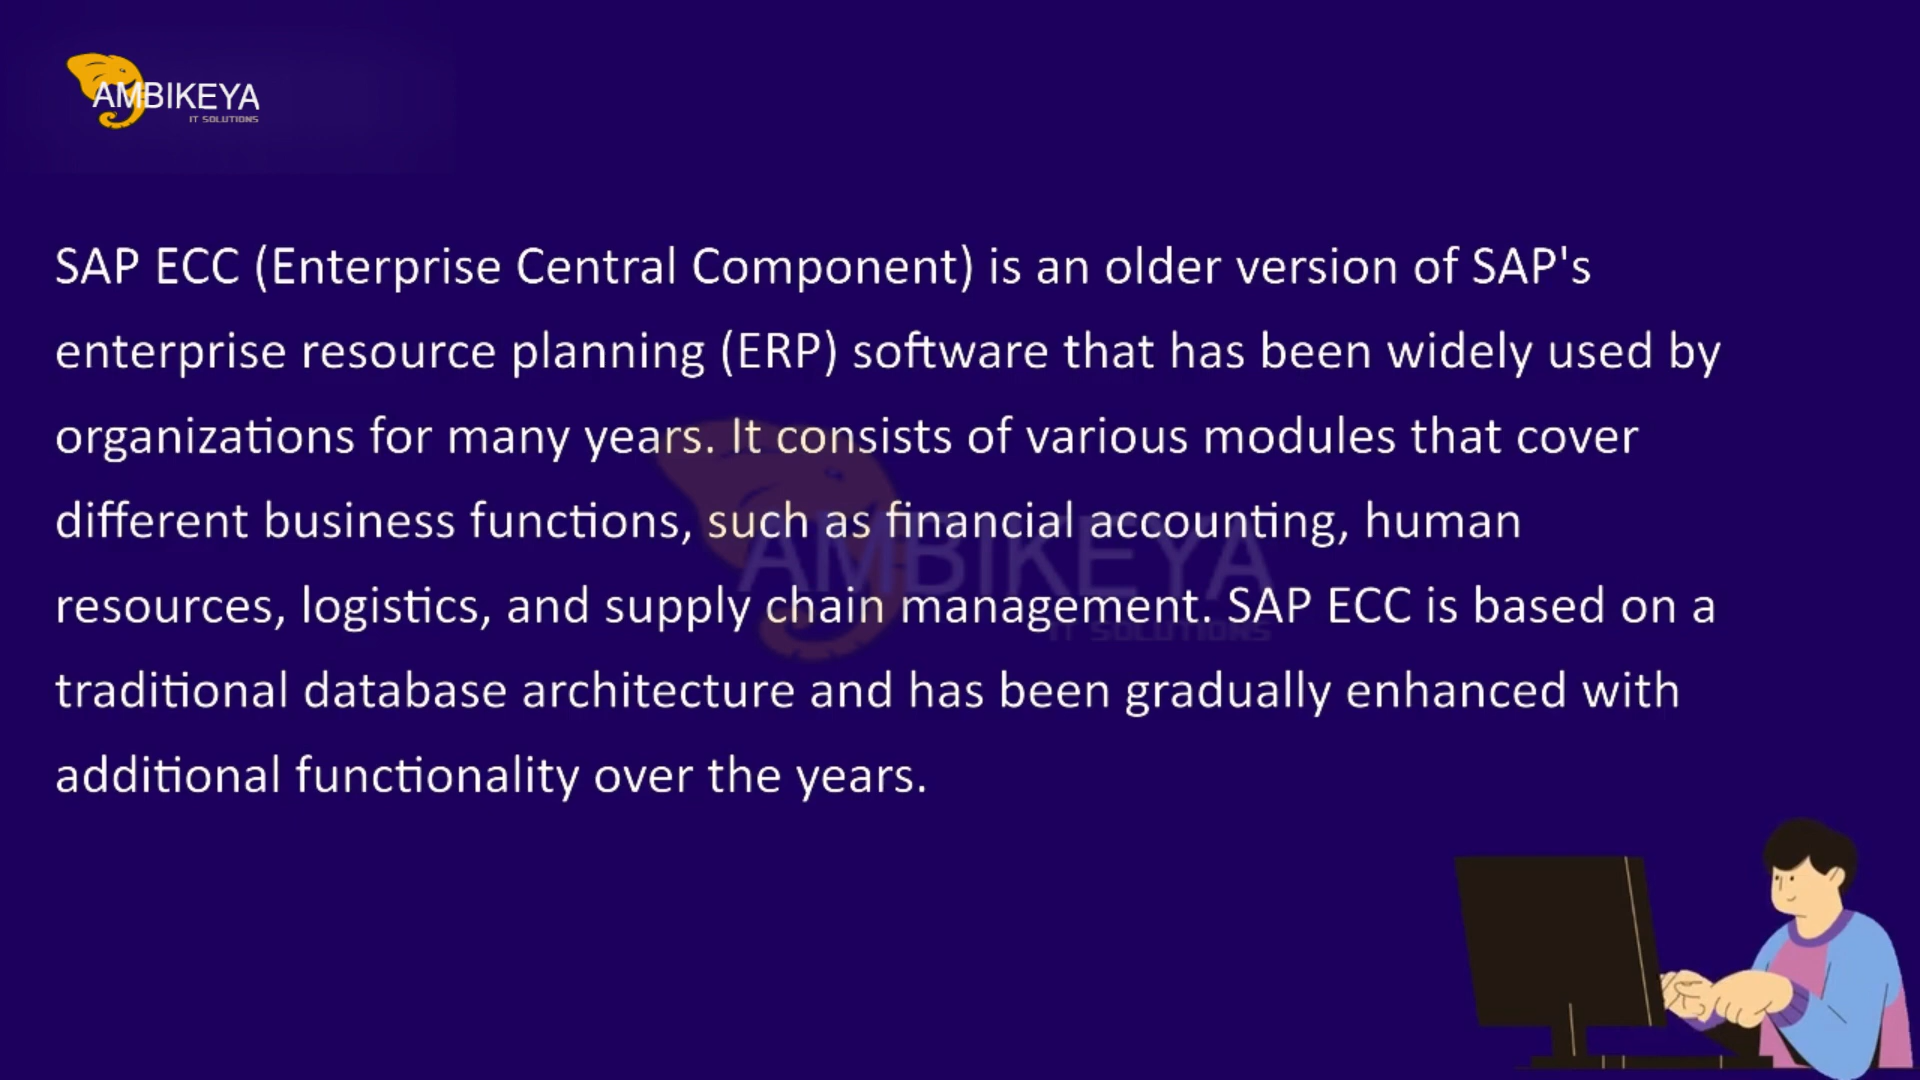 AMBIKEYA
IT SOLUTIONS
SAP ECC (Enterprise Central Component) is an older version of SAP's
enterprise resource planning (ERP) software that has been widely used by
organizations for many years. It consists of various modules that cover
different business functions, such as financial accounting, human
resources, logistics, and supply chain management. SAP ECC is based on a
traditional database architecture and has been gradually enhanced with
additional functionality over the years.
AMBIKEYA
IT SOLUTIONS